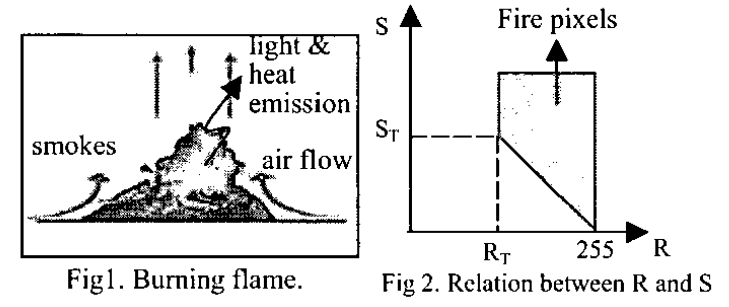 light &
heat
emission
smokes
air flow
Fig1. Burning flame.
S
Fire pixels
S_T
R_T
255
R
Fig 2. Relation between R and S